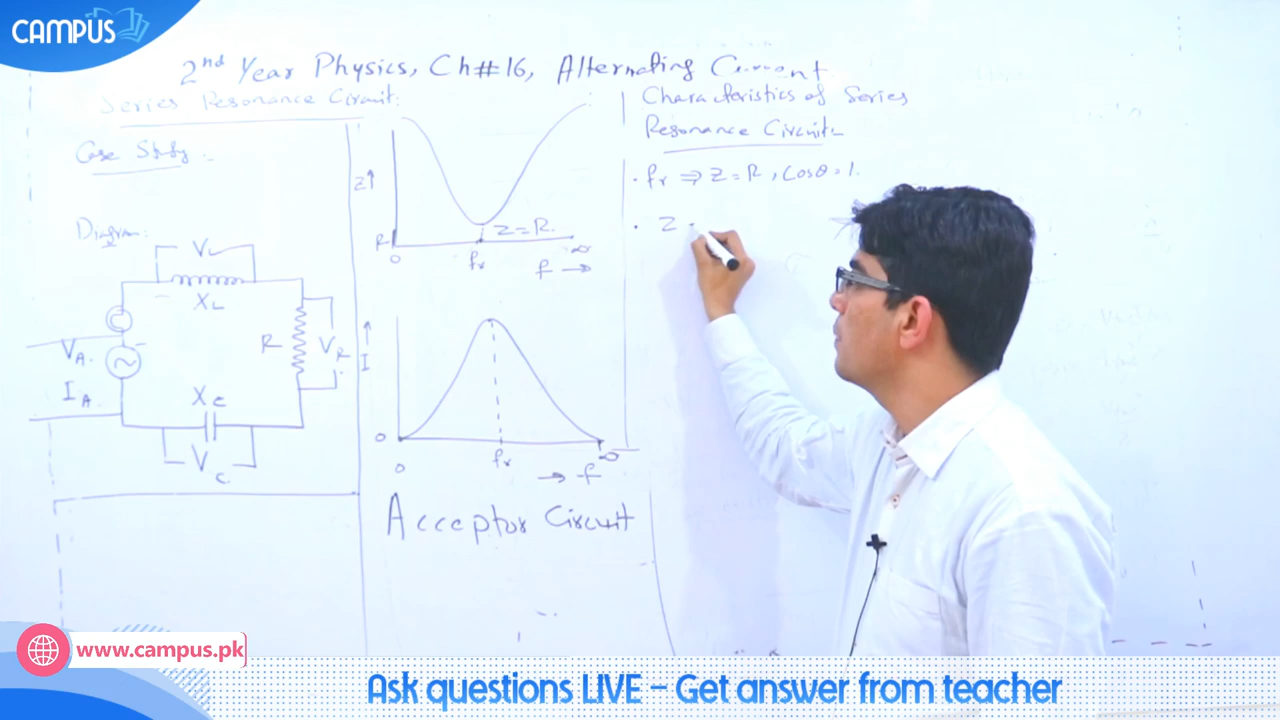 CAMPUS
2nd Year Physics, Ch#16, Alternating Current
Series Resonance Circuit:
Case Study:
Diagram:
VL
XL
R
VR
VA.
IA
XC
VC
Z↑
R
0
Z=R.
fr
∞
f →
↑
I
0
0
fr
∞
→ f
Acceptor Circuit
Characteristics of Series
Resonance Circuit
. fr ⇒ Z=R, Cosθ=1.
. Z
www.campus.pk
Ask questions LIVE – Get answer from teacher